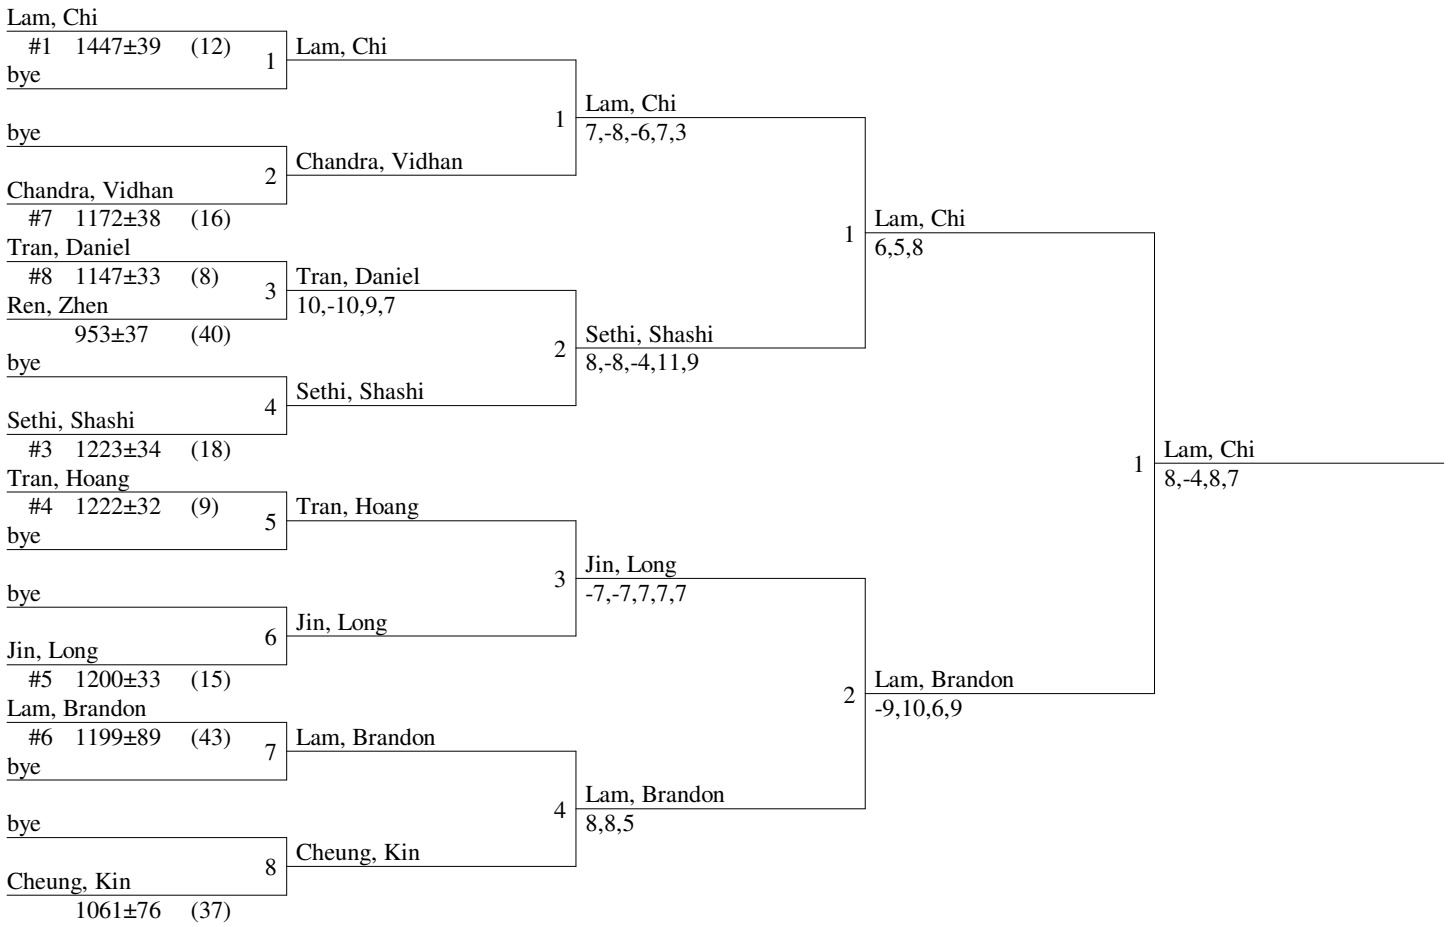 Lam, Chi
#1 1447±39 (12)
bye
1
bye
Chandra, Vidhan
#7 1172±38 (16)
2
Tran, Daniel
#8 1147±33 (8)
Ren, Zhen
953±37 (40)
3
bye
Sethi, Shashi
#3 1223±34 (18)
4
Tran, Hoang
#4 1222±32 (9)
bye
5
bye
Jin, Long
#5 1200±33 (15)
6
Lam, Brandon
#6 1199±89 (43)
bye
7
bye
Cheung, Kin
1061±76 (37)
8
Lam, Chi
Chandra, Vidhan
1
Tran, Daniel
10,-10,9,7
Sethi, Shashi
2
Tran, Hoang
Jin, Long
3
Lam, Brandon
Cheung, Kin
4
Lam, Chi
7,-8,-6,7,3
Sethi, Shashi
8,-8,-4,11,9
1
Jin, Long
-7,-7,7,7,7
Lam, Brandon
8,8,5
2
Lam, Chi
6,5,8
Lam, Brandon
-9,10,6,9
1
Lam, Chi
8,-4,8,7